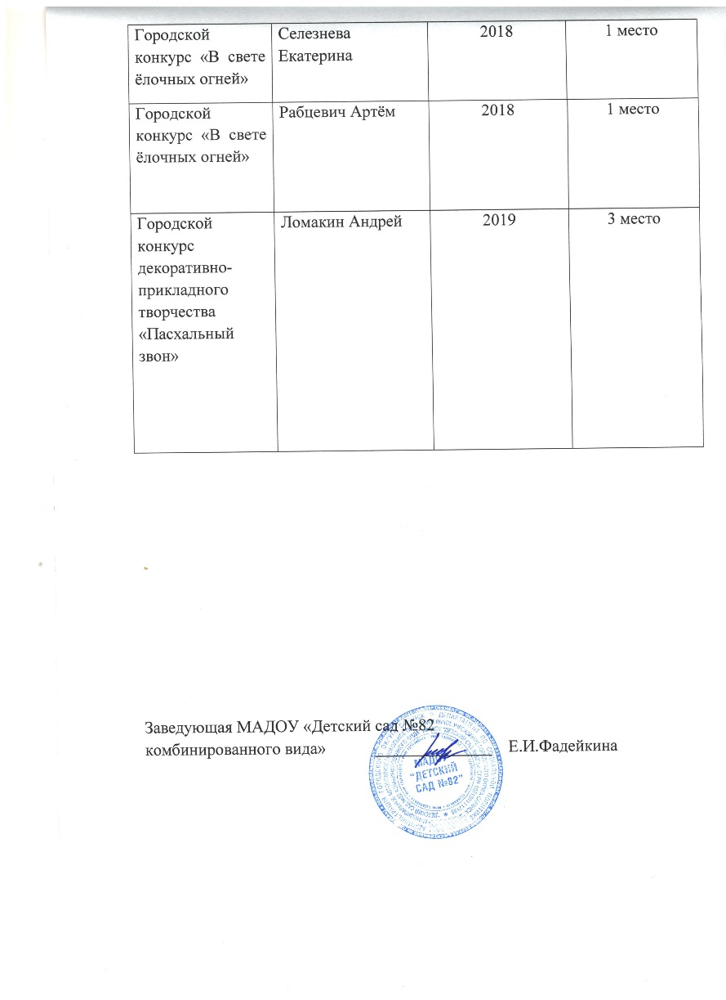 Городской
конкурс «В свете
ёлочных огней»
Селезнева
Екатерина
2018
1 место
Городской
конкурс «В свете
ёлочных огней»
Рабцевич Артём
2018
1 место
Городской
конкурс
декоративно-
прикладного
творчества
«Пасхальный
звон»
Ломакин Андрей
2019
3 место
Заведующая МАДОУ «Детский сад №82
комбинированного вида»
Е.И.Фадейкина
МАДОУ
"ДЕТСКИЙ
САД №82"